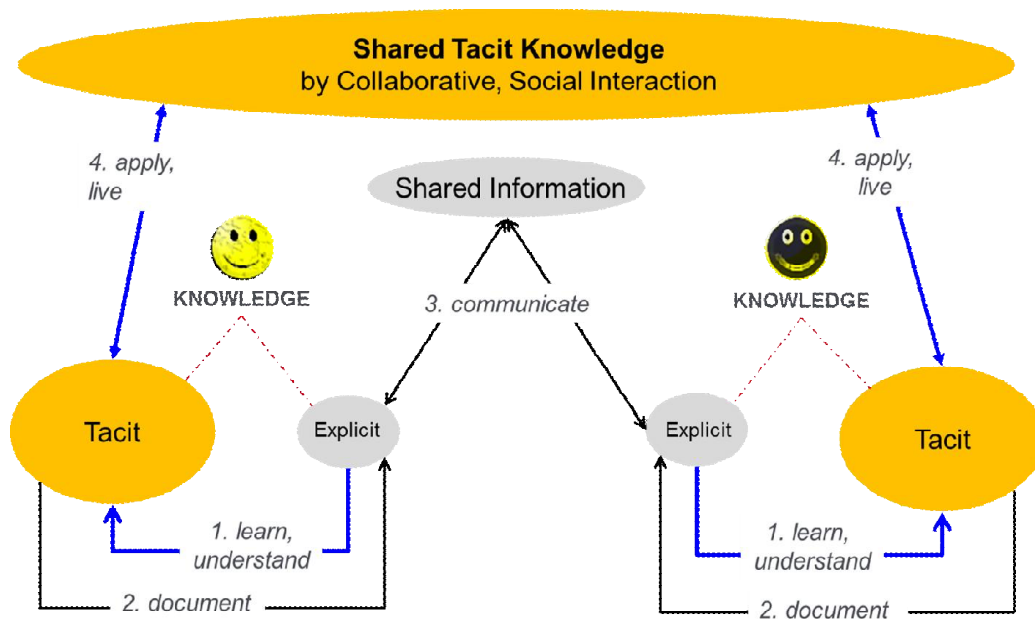 Shared Tacit Knowledge
by Collaborative, Social Interaction
4. apply,
live
4. apply,
live
Shared Information
KNOWLEDGE
3. communicate
KNOWLEDGE
Tacit
Explicit
Explicit
Tacit
1. learn,
understand
1. learn,
understand
2. document
2. document